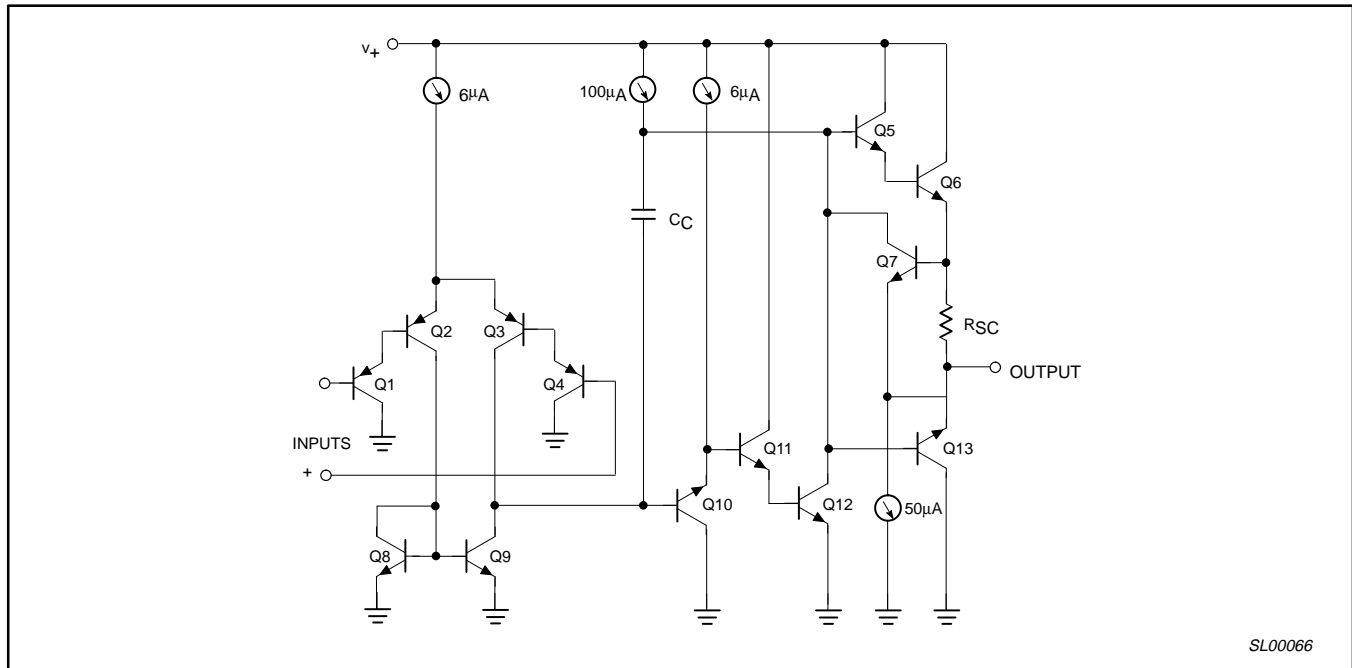 V+
6µA
100µA
6µA
Q5
Q6
CC
Q7
Q2
Q3
RSC
Q1
Q4
OUTPUT
INPUTS
+
Q11
Q13
Q10
Q12
50µA
Q8
Q9
SL00066